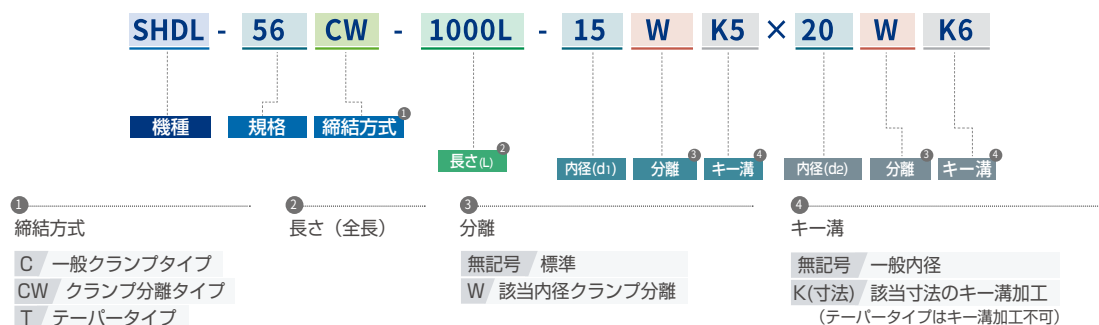 SHDL - 56 CW - 1000L - 15 W K5 × 20 W K6
機種 規格 締結方式 1
長さ(L) 2
内径(d1) 分離 3 キー溝 4 内径(d2) 分離 3 キー溝 4
1 2 3 4
締結方式 長さ（全長） 分離 キー溝
C 一般クランプタイプ 無記号 標準 無記号 一般内径
CW クランプ分離タイプ W 該当内径クランプ分離 K(寸法) 該当寸法のキー溝加工
T テーパータイプ （テーパータイプはキー溝加工不可）